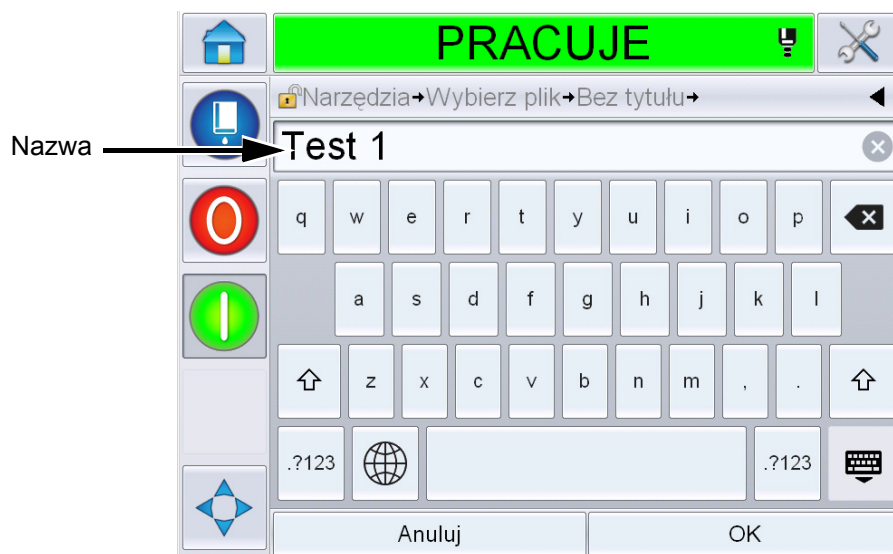 PRACUJE
Narzędzia→Wybierz plik→Bez tytułu→
Nazwa
Test 1
q w e r t y u i o p
a s d f g h j k l
z x c v b n m , .
.?123 .?123
Anuluj OK